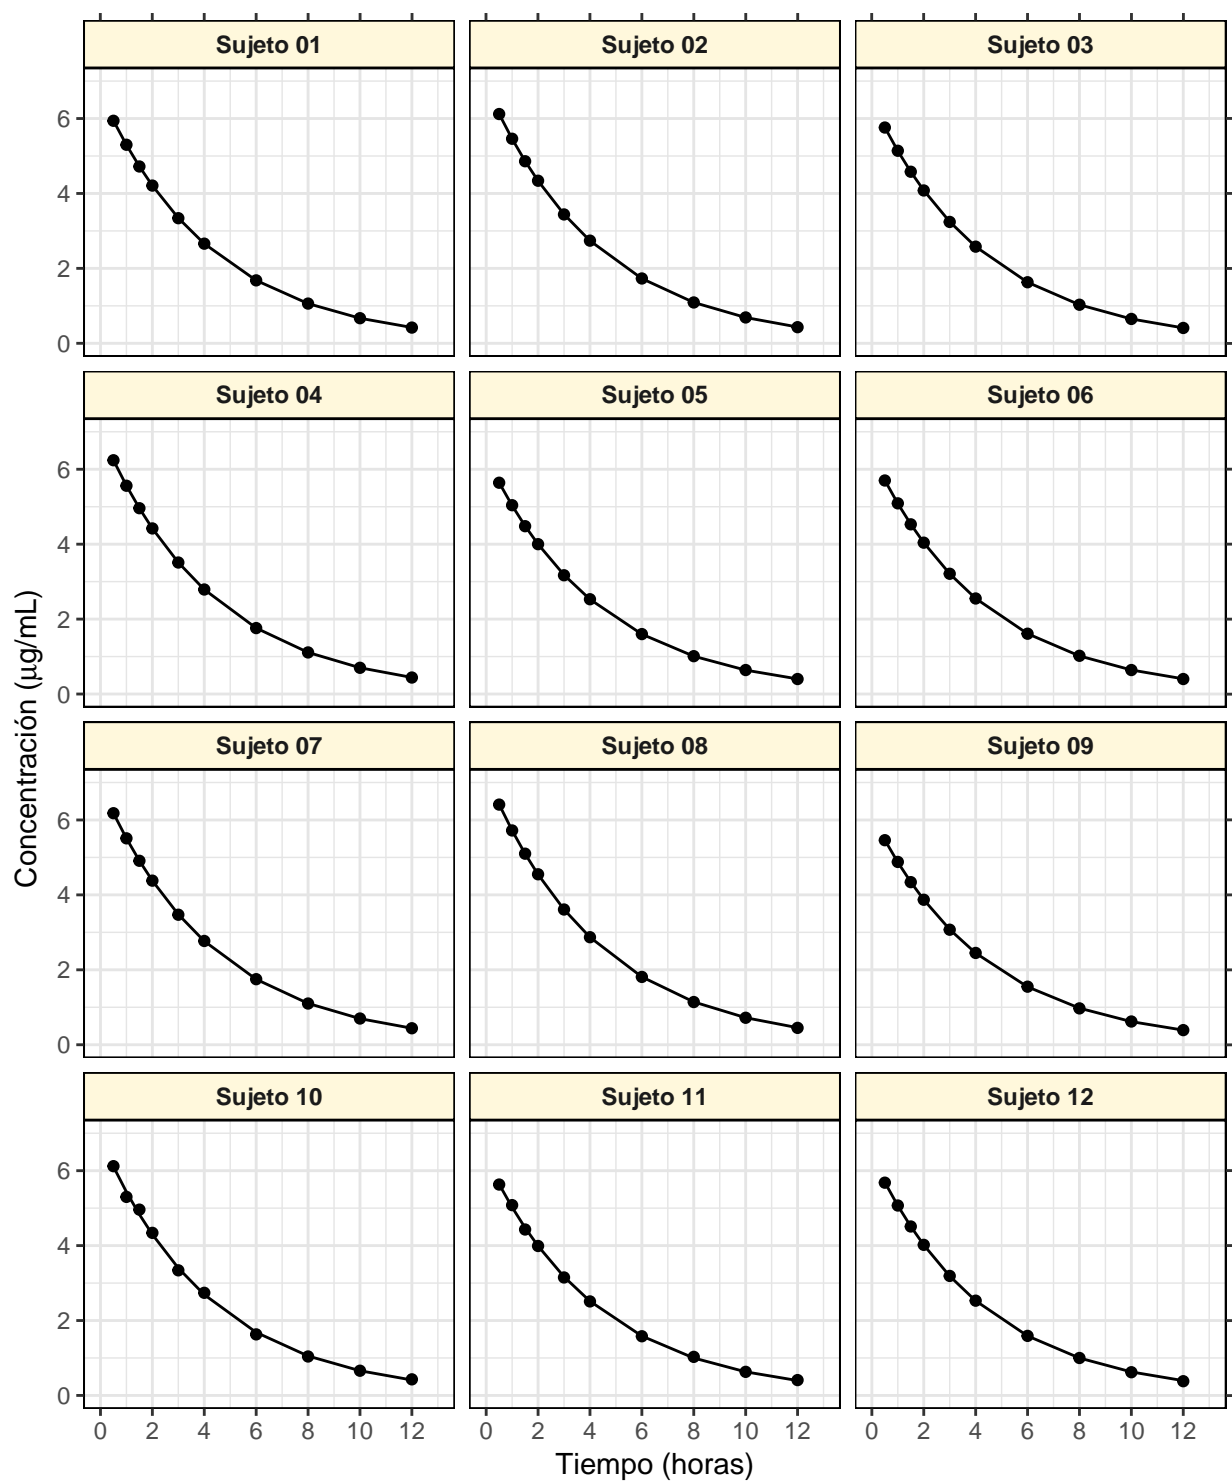 Sujeto 01 Sujeto 02 Sujeto 03
6
4
2
0
Sujeto 04 Sujeto 05 Sujeto 06
6
4
2
0
Sujeto 07 Sujeto 08 Sujeto 09
6
4
2
0
Sujeto 10 Sujeto 11 Sujeto 12
6
4
2
0
0 2 4 6 8 10 12 0 2 4 6 8 10 12 0 2 4 6 8 10 12
Tiempo (horas)
Concentración (μg/mL)